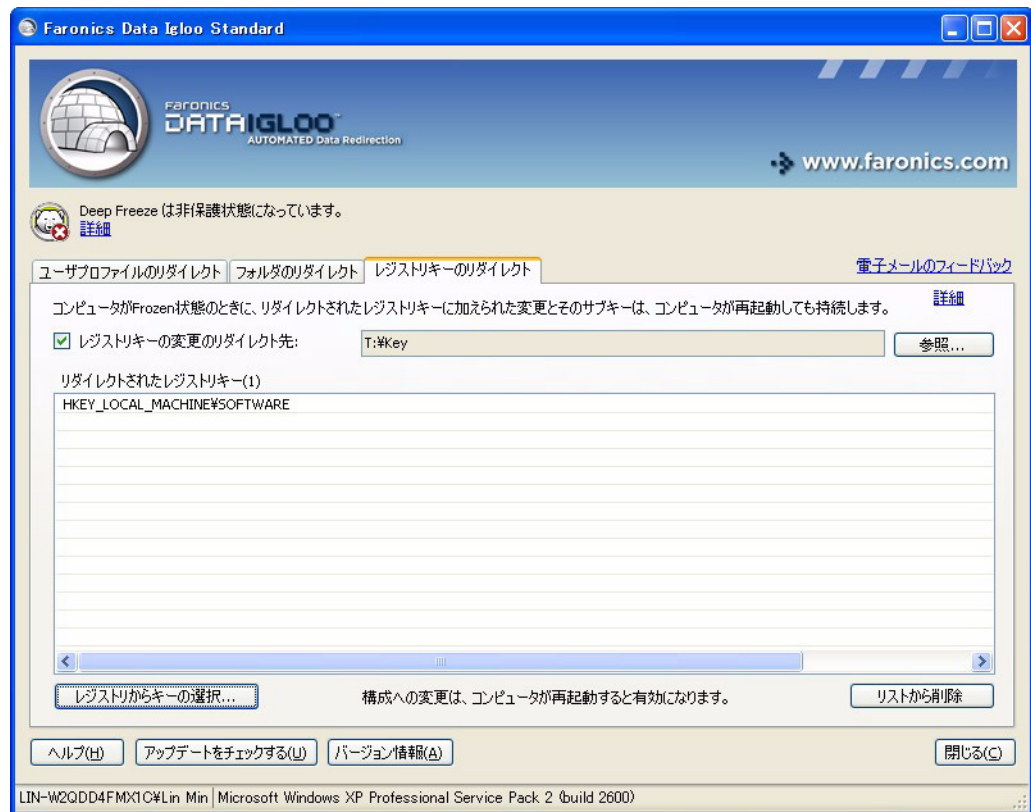 Faronics Data Igloo Standard
Faronics
DATAIGLOO™
AUTOMATED Data Redirection
www.faronics.com
Deep Freeze は非保護状態になっています。
詳細
ユーザプロファイルのリダイレクト フォルダのリダイレクト レジストリキーのリダイレクト 電子メールのフィードバック
コンピュータがFrozen状態のときに、リダイレクトされたレジストリキーに加えられた変更とそのサブキーは、コンピュータが再起動しても持続します。 詳細
レジストリキーの変更のリダイレクト先: T:¥Key 参照...
リダイレクトされたレジストリキー(1)
HKEY_LOCAL_MACHINE¥SOFTWARE
レジストリからキーの選択... 構成への変更は、コンピュータが再起動すると有効になります。 リストから削除
ヘルプ(H) アップデートをチェックする(U) バージョン情報(A) 閉じる(C)
LIN-W2QDD4FMX1C¥Lin Min Microsoft Windows XP Professional Service Pack 2 (build 2600)